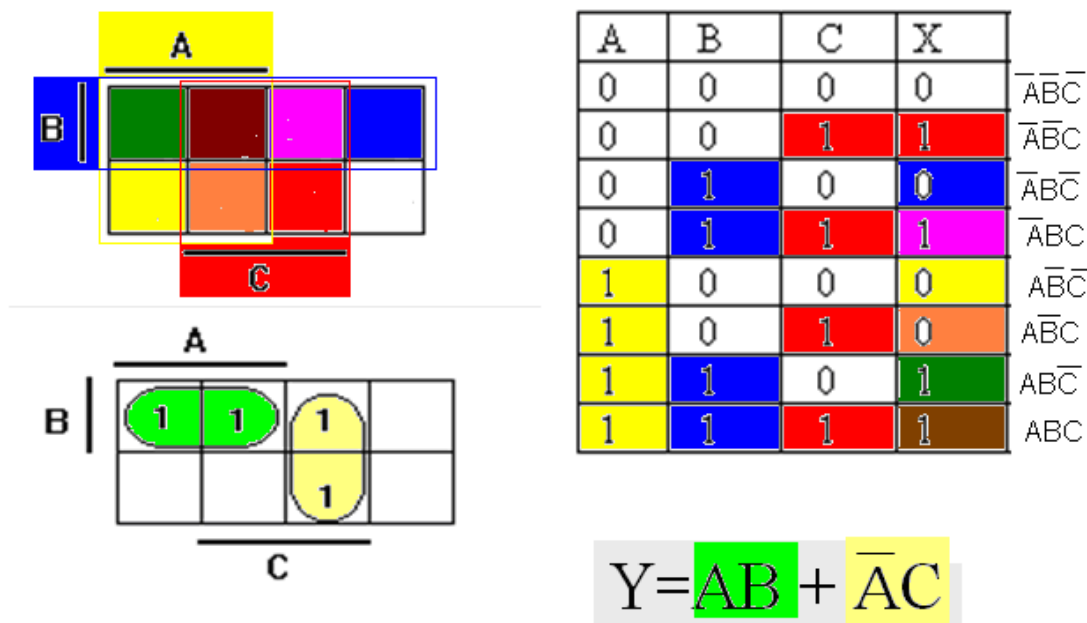 A
B
C
A B C X
0 0 0 0 A̅B̅C̅
0 0 1 1 A̅B̅C
0 1 0 0 A̅BC̅
0 1 1 1 A̅BC
1 0 0 0 AB̅C̅
1 0 1 0 AB̅C
1 1 0 1 ABC̅
1 1 1 1 ABC
A
B 1 1 1
1
C
Y=AB+A̅C